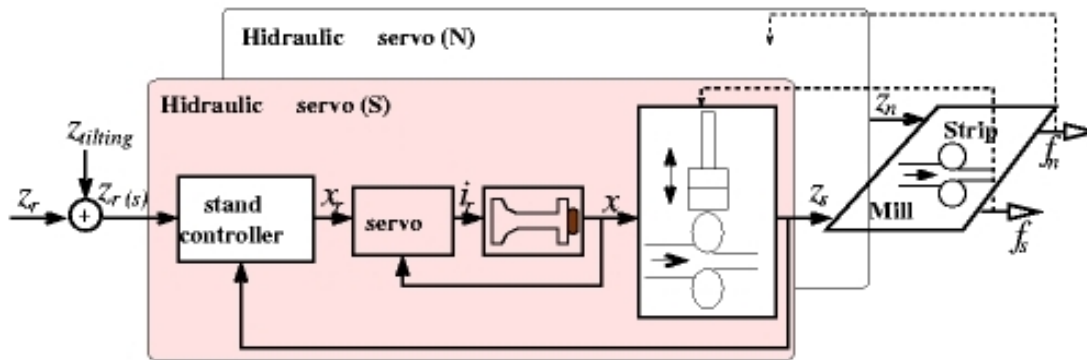 Hidraulic servo (N)
Hidraulic servo (S)
z_tilting
z_r
+
z_r (s)
stand
controller
x_r
servo
i_r
x
z_s
z_n
Strip
Mill
f_n
f_s